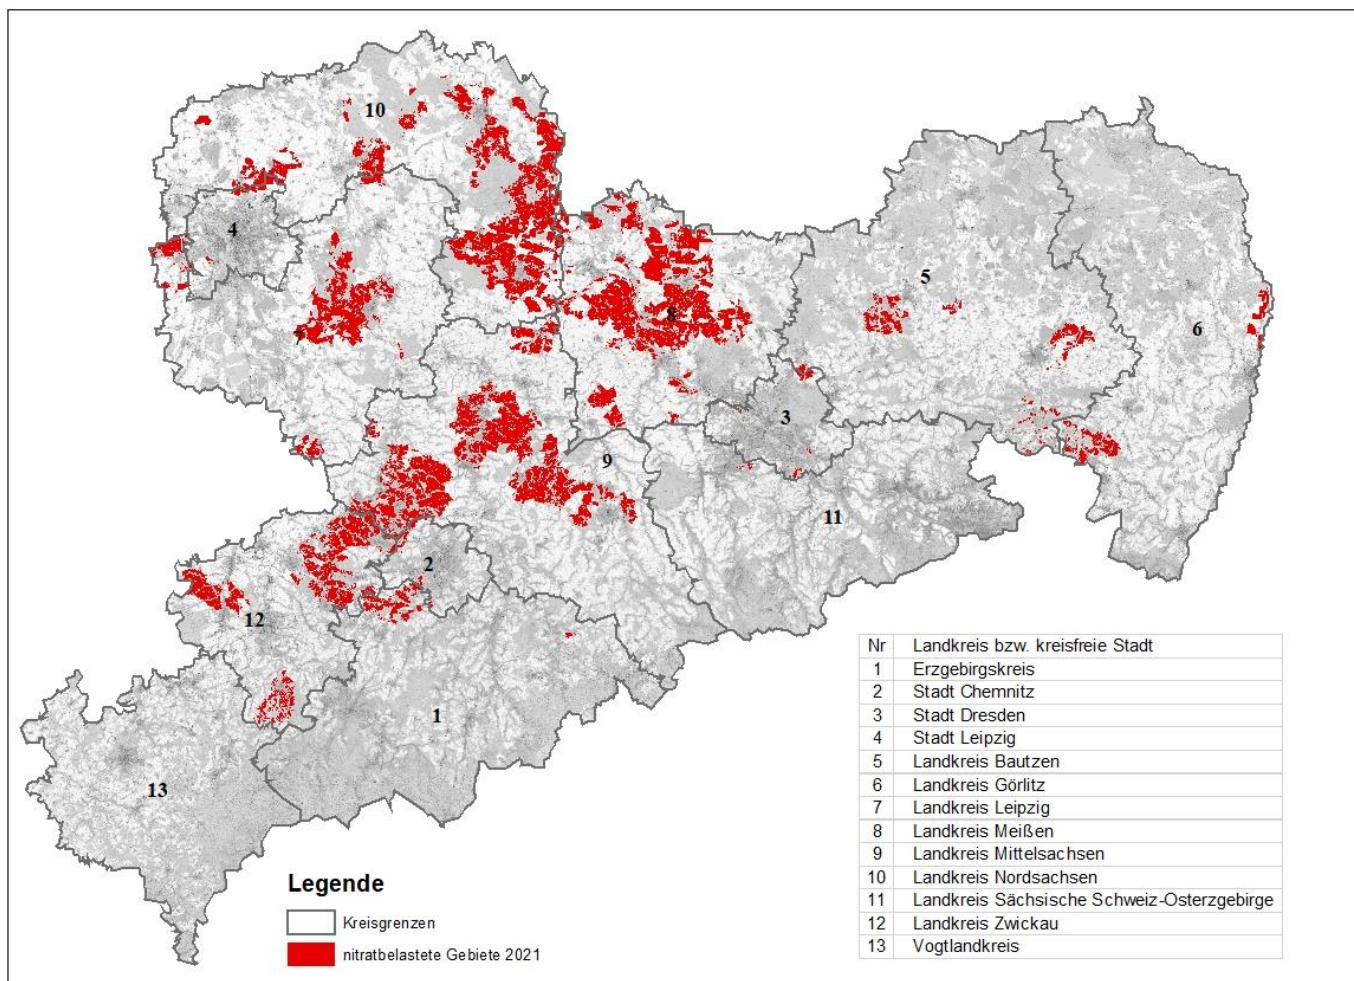 10
4
5
6
7
8
3
9
11
2
12
1
13
Legende
Kreisgrenzen
nitratbelastete Gebiete 2021
Nr Landkreis bzw. kreisfreie Stadt
1 Erzgebirgskreis
2 Stadt Chemnitz
3 Stadt Dresden
4 Stadt Leipzig
5 Landkreis Bautzen
6 Landkreis Görlitz
7 Landkreis Leipzig
8 Landkreis Meißen
9 Landkreis Mittelsachsen
10 Landkreis Nordsachsen
11 Landkreis Sächsische Schweiz-Osterzgebirge
12 Landkreis Zwickau
13 Vogtlandkreis